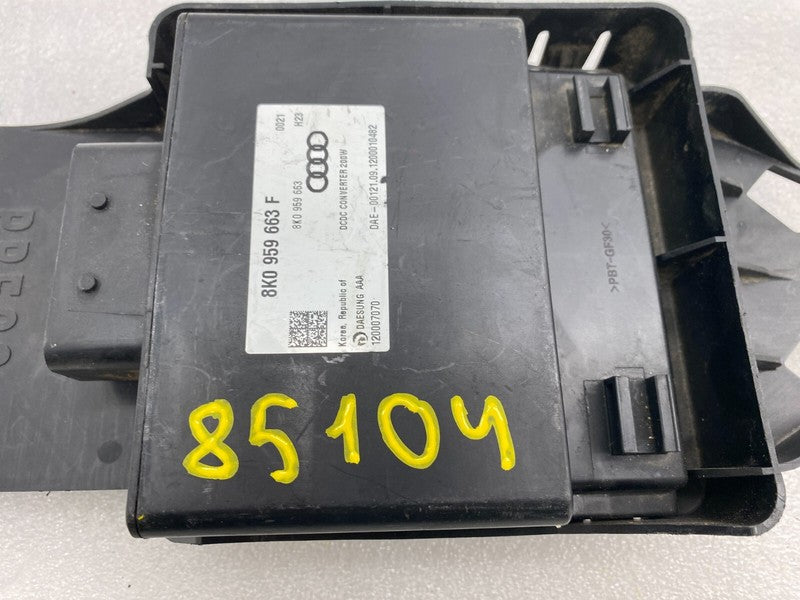 8K0 959 663 F
8K0 959 663
0021
H23
DCDC CONVERTER 200W
DAE-00121.09.1200010482
Korea, Republic of
DAESUNG AAA
120007070
>PBT-GF30<
85104